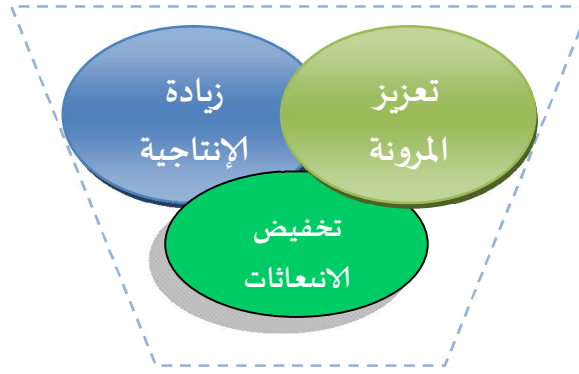 تعزيز
المرونة
زيادة
الإنتاجية
تخفيض
الانبعاثات